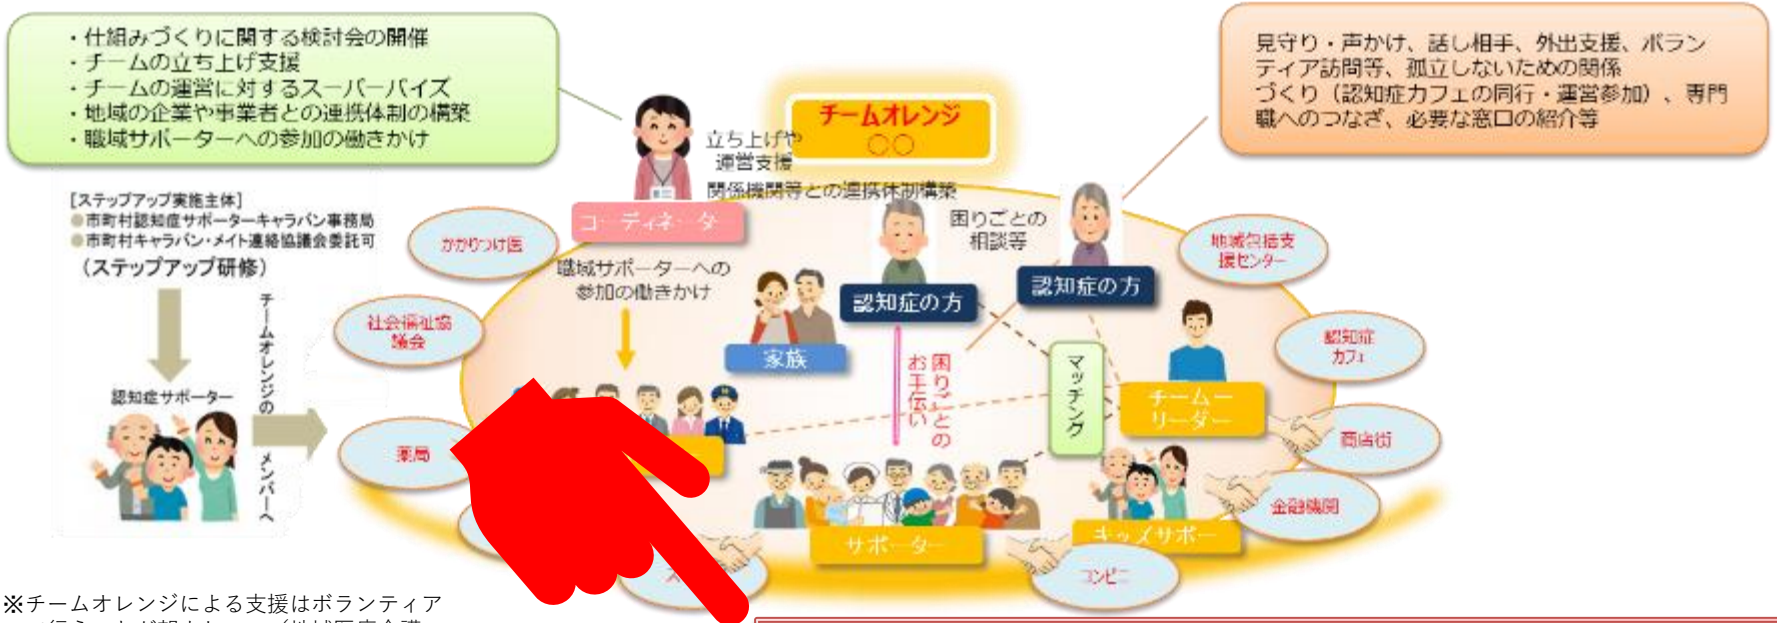 ・仕組みづくりに関する検討会の開催
・チームの立ち上げ支援
・チームの運営に対するスーパーバイズ
・地域の企業や事業者との連携体制の構築
・職域サポーターへの参加の働きかけ
チームオレンジ
〇〇
見守り・声かけ、話し相手、外出支援、ボラン
ティア訪問等、孤立しないための関係
づくり（認知症カフェの同行・運営参加）、専門
職へのつなぎ、必要な窓口の紹介等
立ち上げや
運営支援
関係機関等との連携体制構築
コーディネータ
[ステップアップ実施主体]
●市町村認知症サポーターキャラバン事務局
●市町村キャラバン・メイト連絡協議会委託可
（ステップアップ研修）
チームオレンジの
メンバーへ
認知症サポーター
かかりつけ医
社会福祉協
議会
薬局
職域サポーターへの
参加の働きかけ
家族
認知症の方
困りごとの
相談等
認知症の方
困りごとの
お手伝い
マッチング
チームー
リーダー
地域包括支
援センター
認知症
カフェ
商店街
金融機関
キッズサポー
サポーター
コンビニ
ス
※チームオレンジによる支援はボランティア